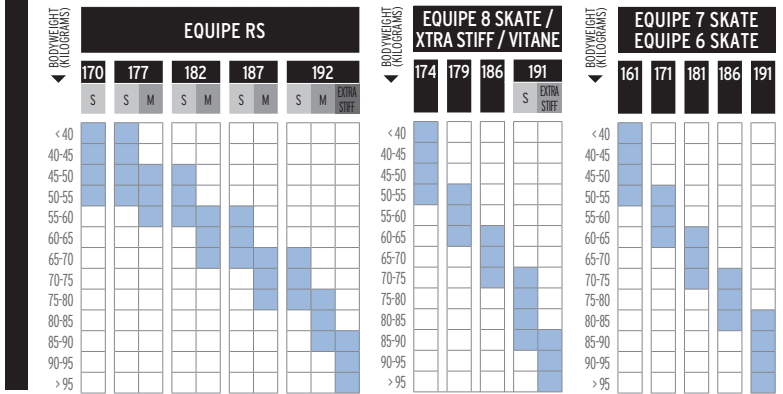 BODYWEIGHT
(KILOGRAMS)
EQUIPE RS
170 177 182 187 192
S S M S M S M S M EXTRA
STIFF
< 40
40-45
45-50
50-55
55-60
60-65
65-70
70-75
75-80
80-85
85-90
90-95
> 95
BODYWEIGHT
(KILOGRAMS)
EQUIPE 8 SKATE /
XTRA STIFF / VITANE
174 179 186 191
S EXTRA
STIFF
< 40
40-45
45-50
50-55
55-60
60-65
65-70
70-75
75-80
80-85
85-90
90-95
> 95
BODYWEIGHT
(KILOGRAMS)
EQUIPE 7 SKATE
EQUIPE 6 SKATE
161 171 181 186 191
< 40
40-45
45-50
50-55
55-60
60-65
65-70
70-75
75-80
80-85
85-90
90-95
> 95